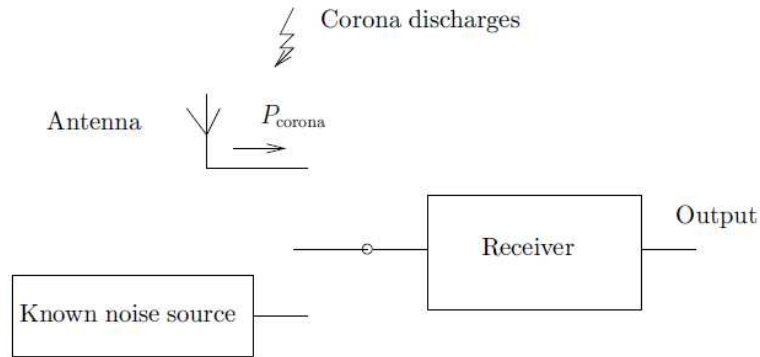 Corona discharges
Antenna
P_corona
Receiver
Output
Known noise source